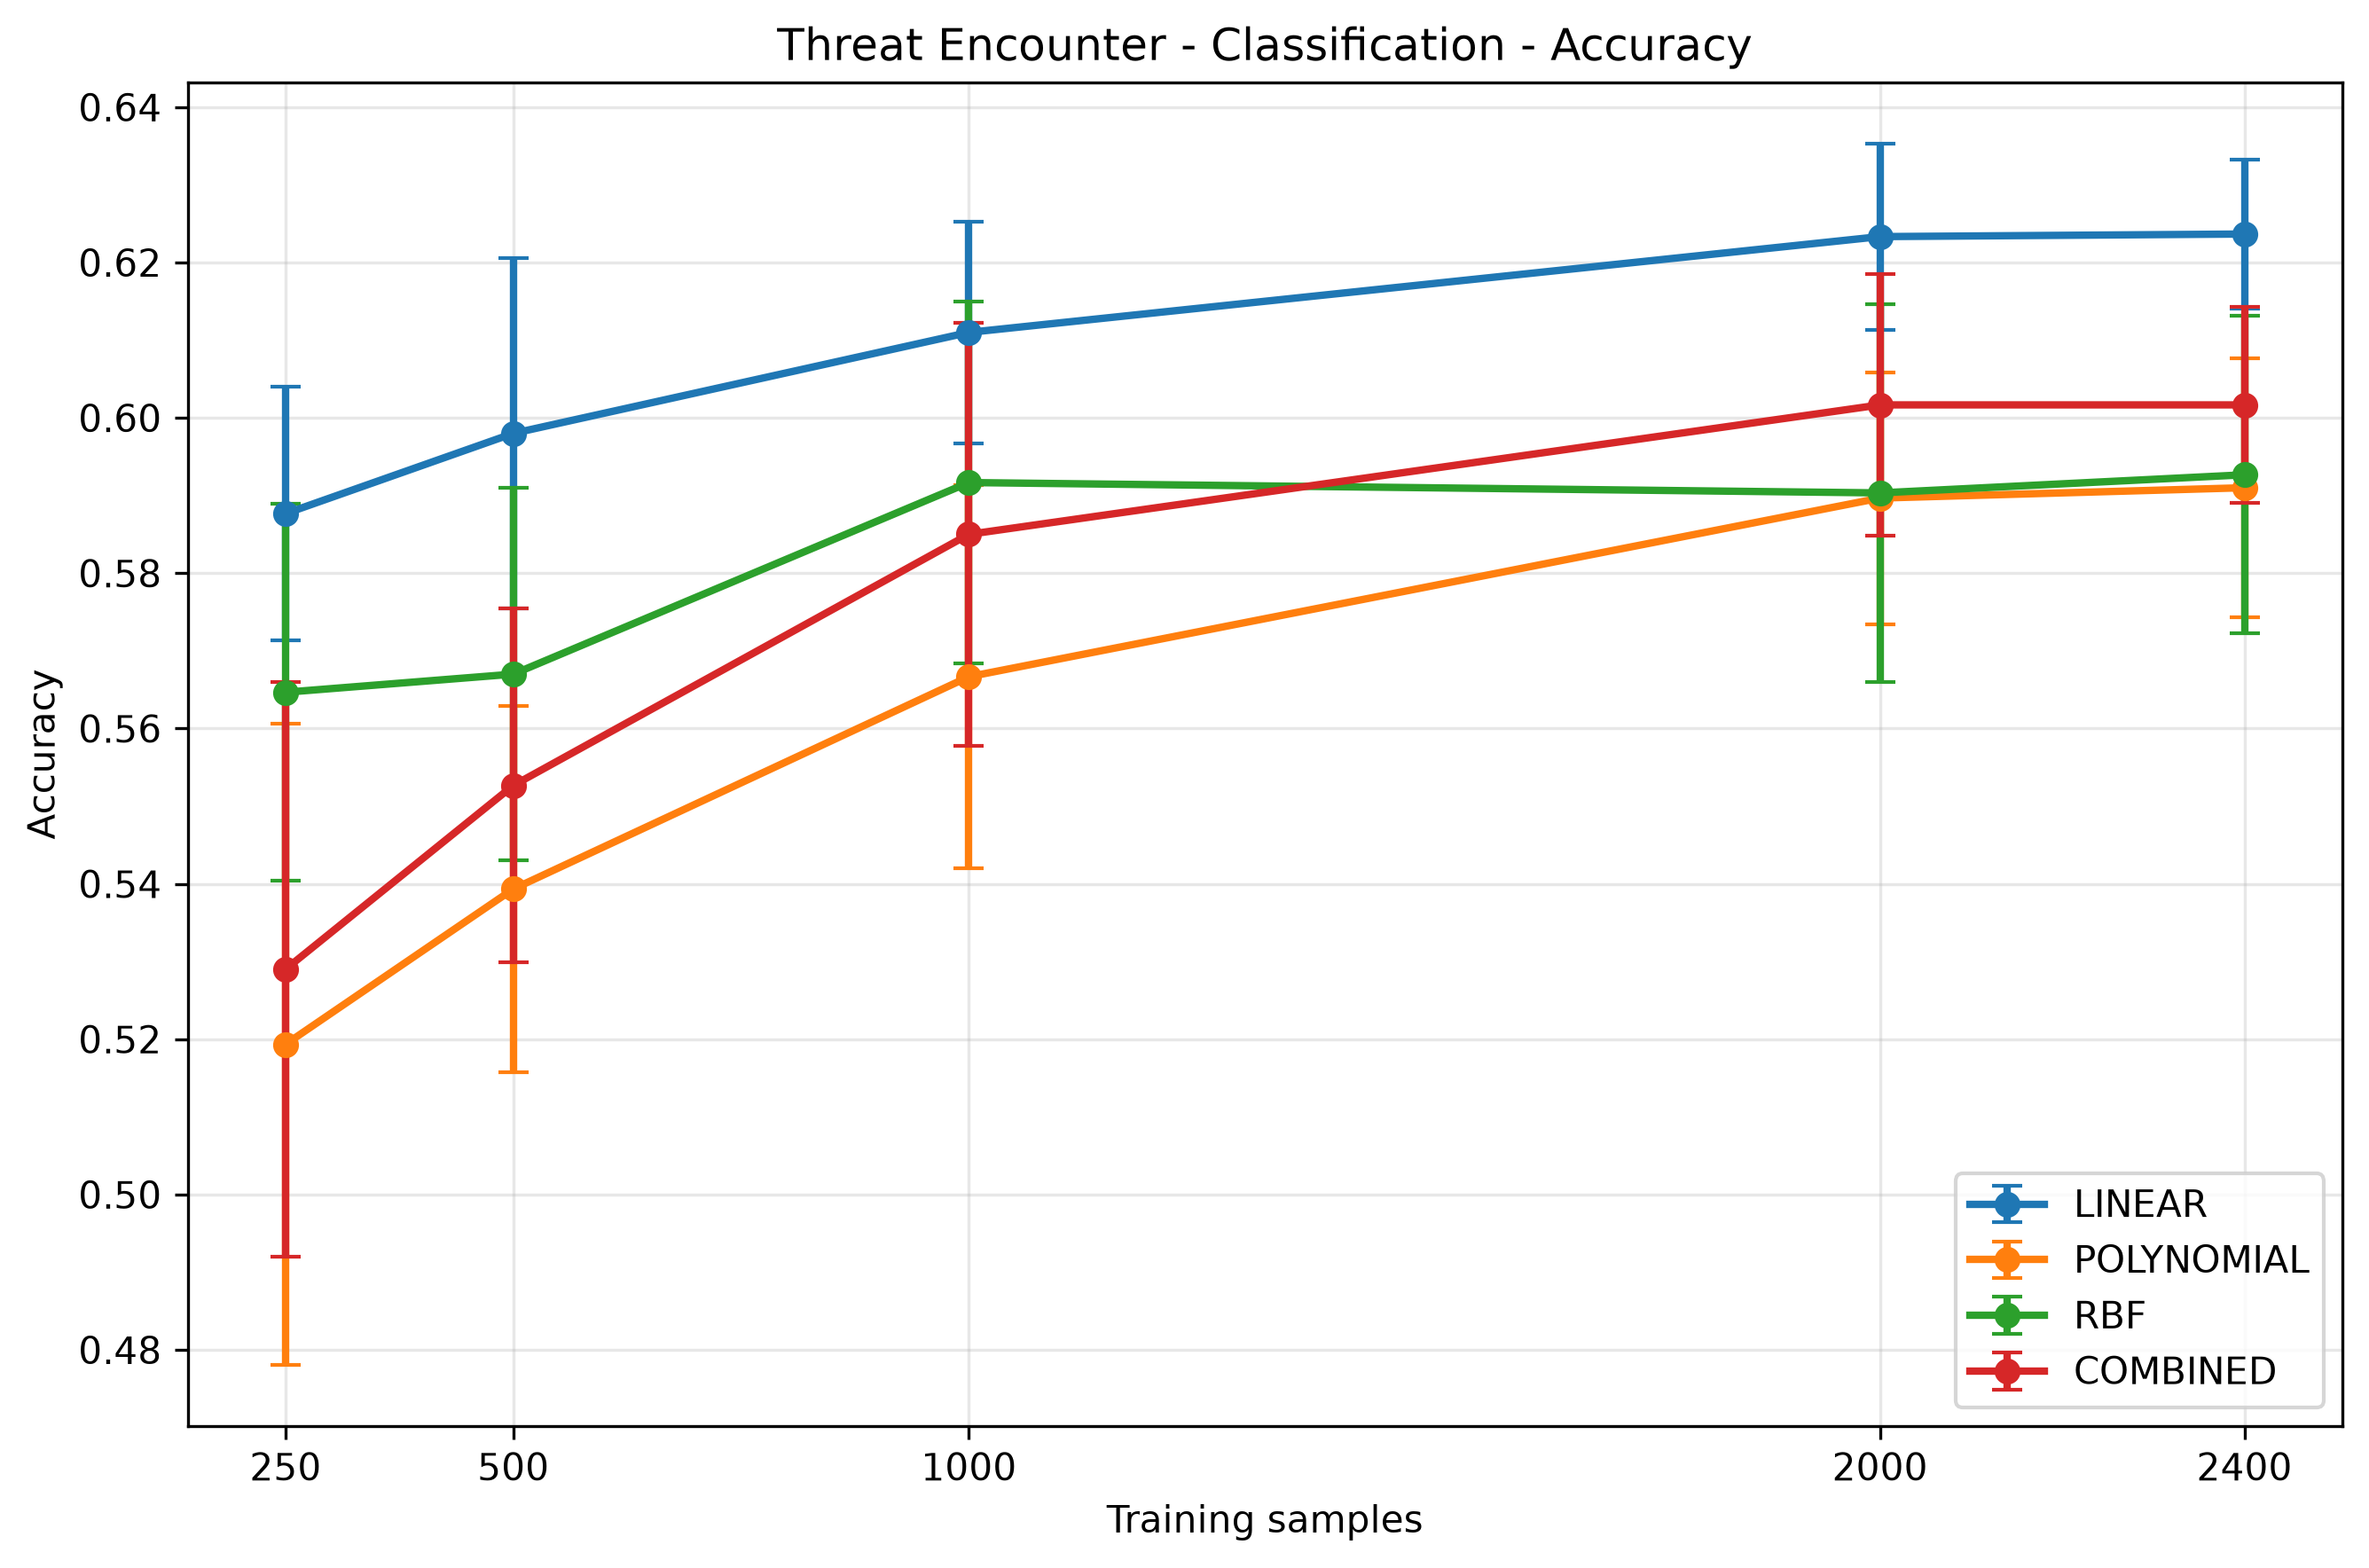 Threat Encounter - Classification - Accuracy
0.64
0.62
0.60
0.58
0.56
0.54
0.52
0.50
0.48
Accuracy
250 500 1000 2000 2400
Training samples
LINEAR
POLYNOMIAL
RBF
COMBINED